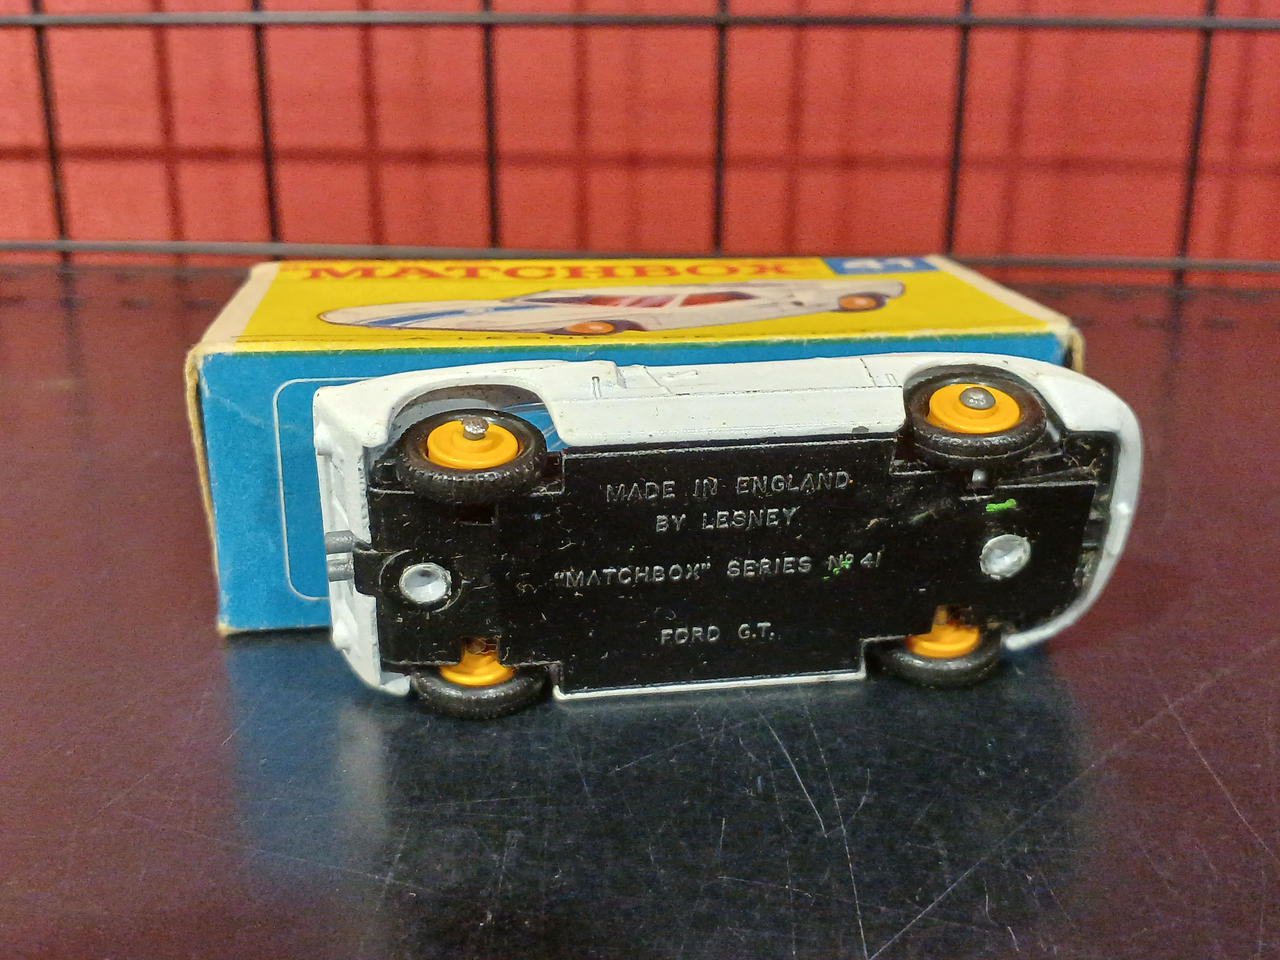 MATCHBOX 41
MADE IN ENGLAND
BY LESNEY
"MATCHBOX" SERIES Nº 41
FORD G.T.